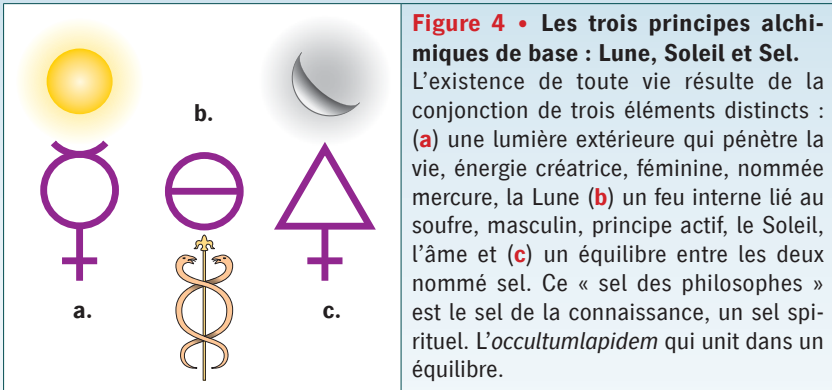 b.
a.
c.
Figure 4 • Les trois principes alchi-
miques de base : Lune, Soleil et Sel.
L'existence de toute vie résulte de la
conjonction de trois éléments distincts :
(a) une lumière extérieure qui pénètre la
vie, énergie créatrice, féminine, nommée
mercure, la Lune (b) un feu interne lié au
soufre, masculin, principe actif, le Soleil,
l'âme et (c) un équilibre entre les deux
nommé sel. Ce « sel des philosophes »
est le sel de la connaissance, un sel spi-
rituel. L'occultumlapidem qui unit dans un
équilibre.